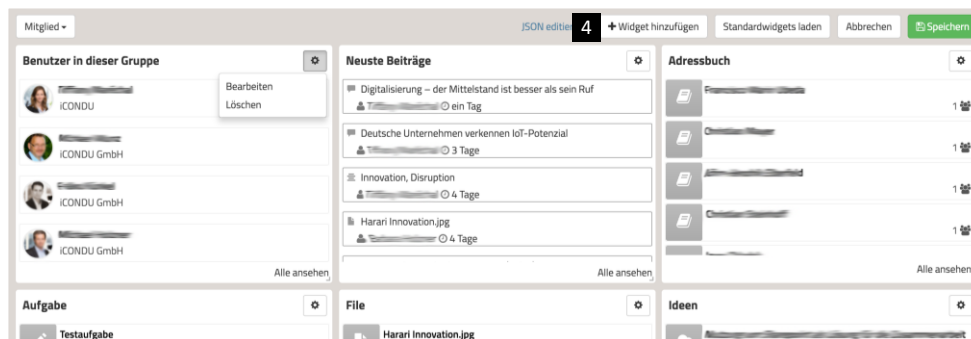 Mitglied
JSON editie
4
Widget hinzufügen
Standardwidgets laden
Abbrechen
Speichern
Benutzer in dieser Gruppe
Bearbeiten
Löschen
iCONDU
iCONDU GmbH
iCONDU GmbH
iCONDU GmbH
Alle ansehen
Neuste Beiträge
Digitalisierung – der Mittelstand ist besser als sein Ruf
ein Tag
Deutsche Unternehmen verkennen IoT-Potenzial
3 Tage
Innovation, Disruption
4 Tage
Harari Innovation.jpg
4 Tage
Alle ansehen
Adressbuch
1
1
1
1
Alle ansehen
Aufgabe
Testaufgabe
File
Harari Innovation.jpg
Ideen